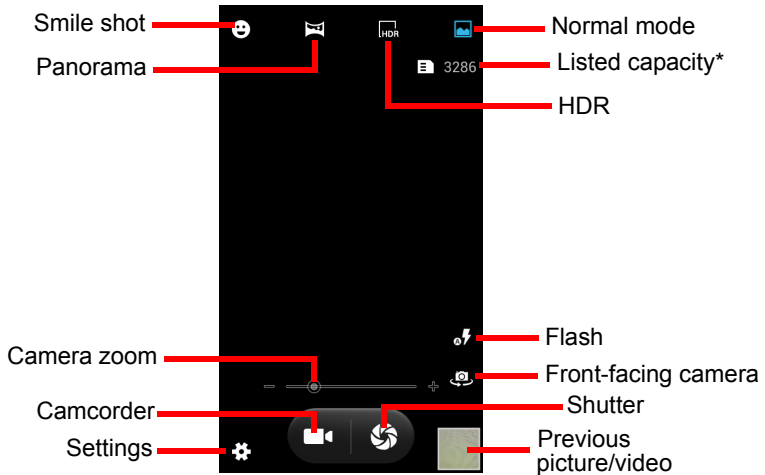 Smile shot
Normal mode
HDR
Panorama
3286
Listed capacity*
HDR
Flash
Camera zoom
Front-facing camera
Camcorder
Shutter
Settings
Previous
picture/video